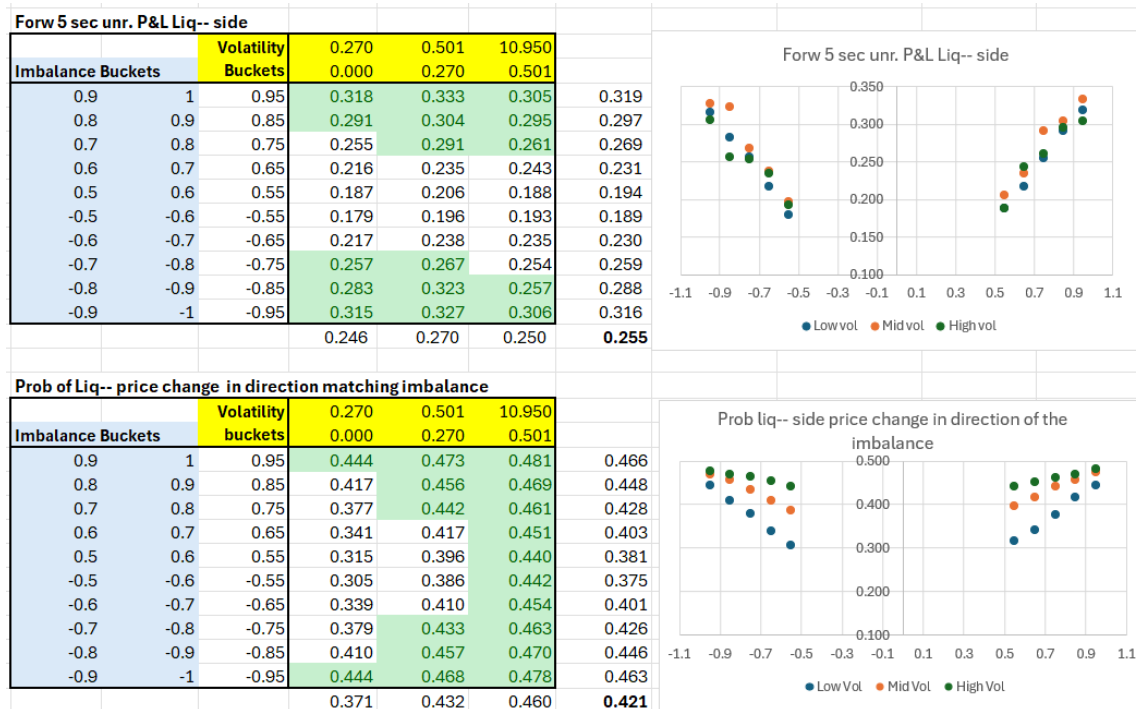 Forw 5 sec unr. P&L Liq-- side
Volatility 0.270 0.501 10.950
Imbalance Buckets Buckets 0.000 0.270 0.501
0.9 1 0.95 0.318 0.333 0.305 0.319
0.8 0.9 0.85 0.291 0.304 0.295 0.297
0.7 0.8 0.75 0.255 0.291 0.261 0.269
0.6 0.7 0.65 0.216 0.235 0.243 0.231
0.5 0.6 0.55 0.187 0.206 0.188 0.194
-0.5 -0.6 -0.55 0.179 0.196 0.193 0.189
-0.6 -0.7 -0.65 0.217 0.238 0.235 0.230
-0.7 -0.8 -0.75 0.257 0.267 0.254 0.259
-0.8 -0.9 -0.85 0.283 0.323 0.257 0.288
-0.9 -1 -0.95 0.315 0.327 0.306 0.316
0.246 0.270 0.250 0.255
Forw 5 sec unr. P&L Liq-- side
0.350
0.300
0.250
0.200
0.150
0.100
-1.1 -0.9 -0.7 -0.5 -0.3 -0.1 0.1 0.3 0.5 0.7 0.9 1.1
Low vol Mid vol High vol
Prob of Liq-- price change in direction matching imbalance
Volatility 0.270 0.501 10.950
Imbalance Buckets buckets 0.000 0.270 0.501
0.9 1 0.95 0.444 0.473 0.481 0.466
0.8 0.9 0.85 0.417 0.456 0.469 0.448
0.7 0.8 0.75 0.377 0.442 0.461 0.428
0.6 0.7 0.65 0.341 0.417 0.451 0.403
0.5 0.6 0.55 0.315 0.396 0.440 0.381
-0.5 -0.6 -0.55 0.305 0.386 0.442 0.375
-0.6 -0.7 -0.65 0.339 0.410 0.454 0.401
-0.7 -0.8 -0.75 0.379 0.433 0.463 0.426
-0.8 -0.9 -0.85 0.410 0.457 0.470 0.446
-0.9 -1 -0.95 0.444 0.468 0.478 0.463
0.371 0.432 0.460 0.421
Prob liq-- side price change in direction of the
imbalance
0.500
0.400
0.300
0.200
0.100
-1.1 -0.9 -0.7 -0.5 -0.3 -0.1 0.1 0.3 0.5 0.7 0.9 1.1
Low Vol Mid Vol High Vol